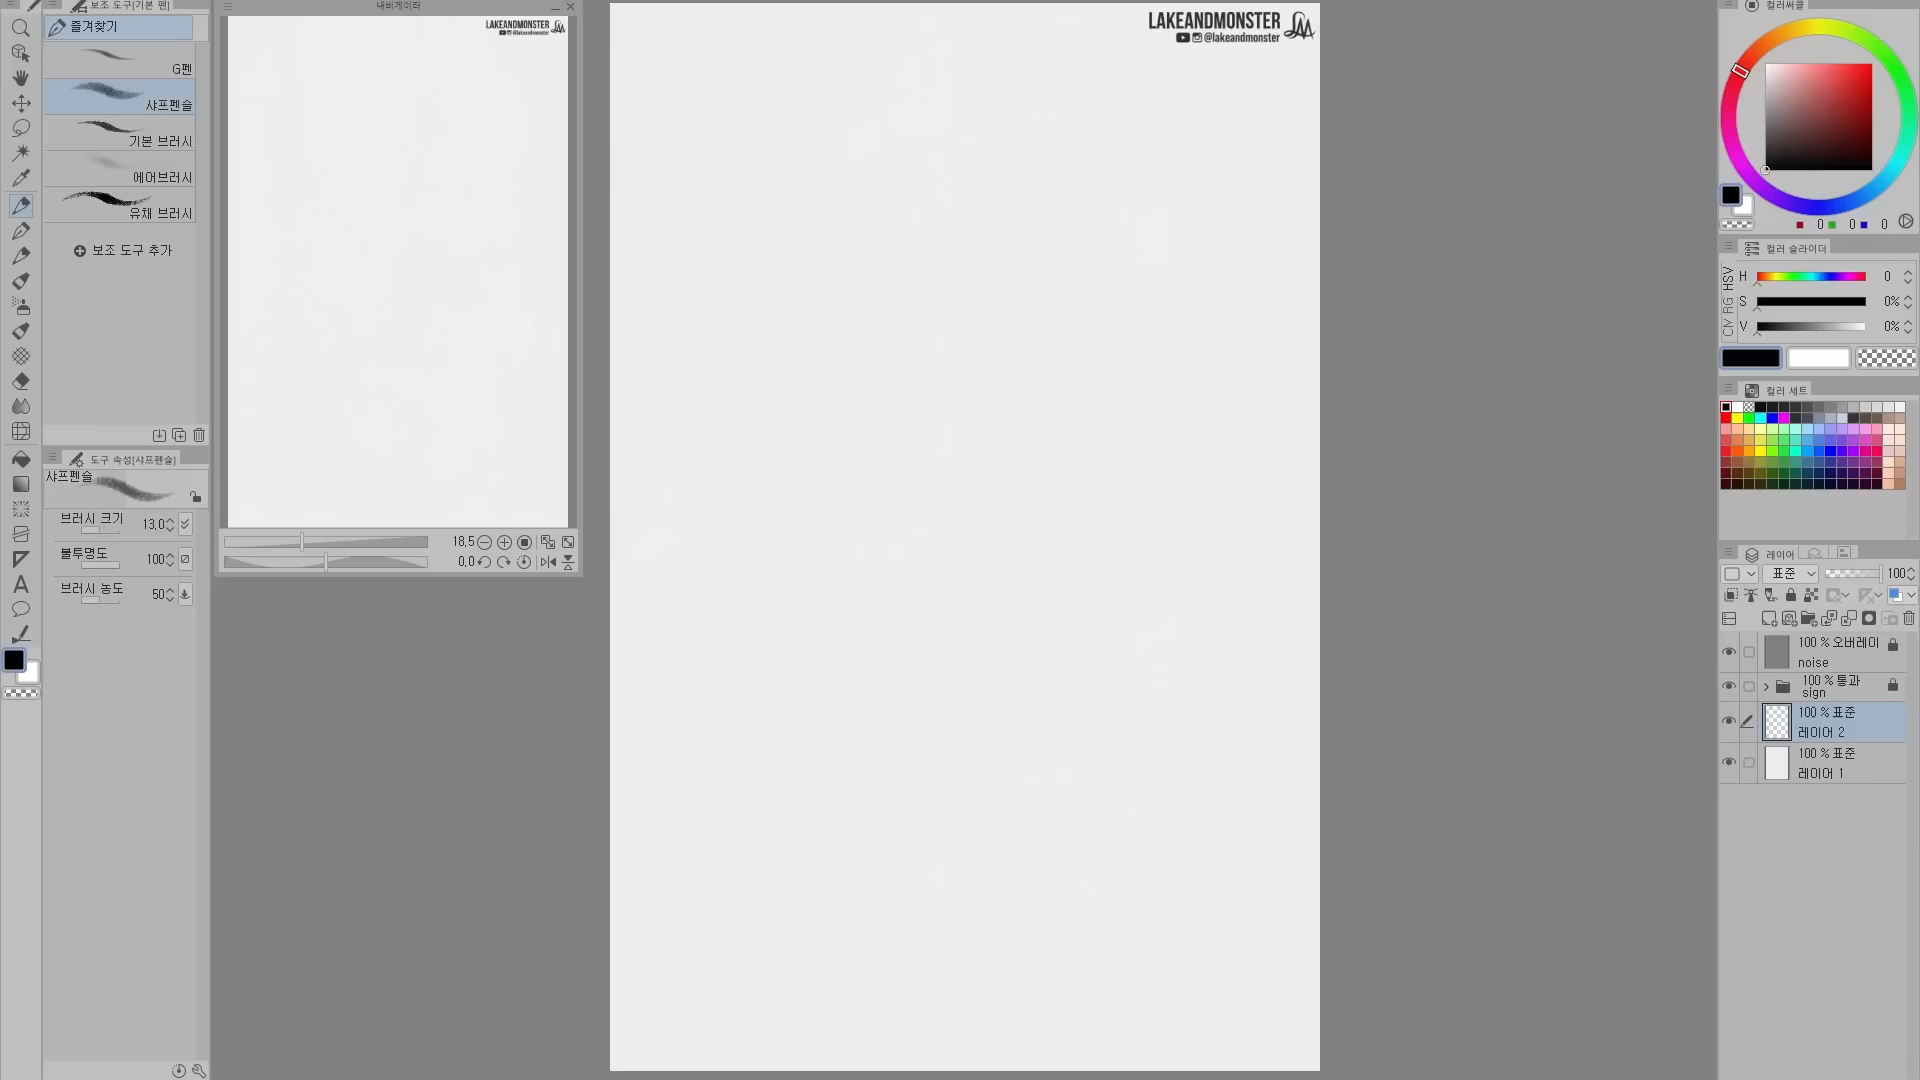 보조 도구[기본 펜]
즐겨찾기
G펜
샤프펜슬
기본 브러시
에어브러시
유채 브러시
보조 도구 추가
도구 속성[샤프펜슬]
샤프펜슬
브러시 크기 13.0
불투명도 100
브러시 농도 50
A
내비게이터
LAKEANDMONSTER
@lakeandmonster
18.5
0.0
LAKEANDMONSTER
@lakeandmonster
컬러써클
0 0 0
컬러 슬라이더
HSV
RG
H 0
S 0%
V 0%
컬러 세트
레이어
표준 100
100 % 오버레이
noise
100 % 통과
sign
100 % 표준
레이어 2
100 % 표준
레이어 1